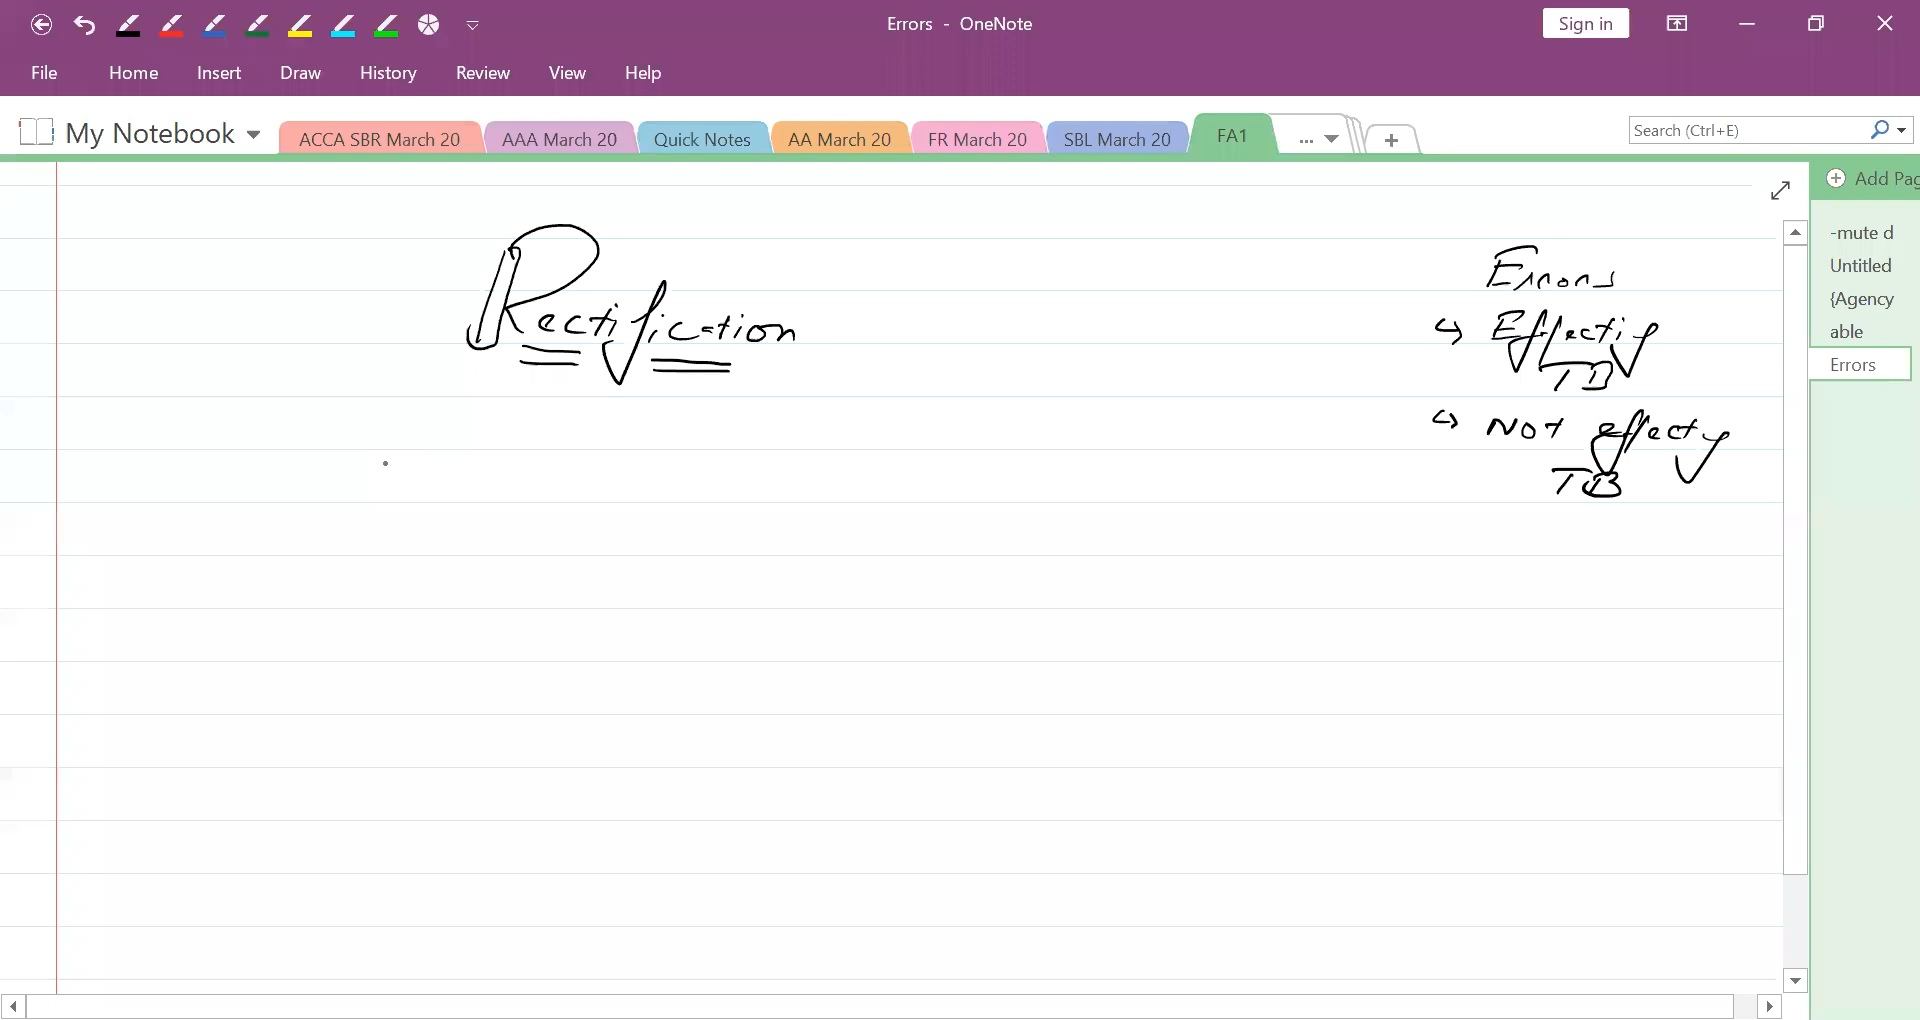 Errors - OneNote
Sign in
File Home Insert Draw History Review View Help
My Notebook
ACCA SBR March 20 AAA March 20 Quick Notes AA March 20 FR March 20 SBL March 20 FA1 ...
Search (Ctrl+E)
Add Pag
-mute d
Untitled
{Agency
able
Errors
Rectification
Errors
Effectig
TB
Not effecty
TB